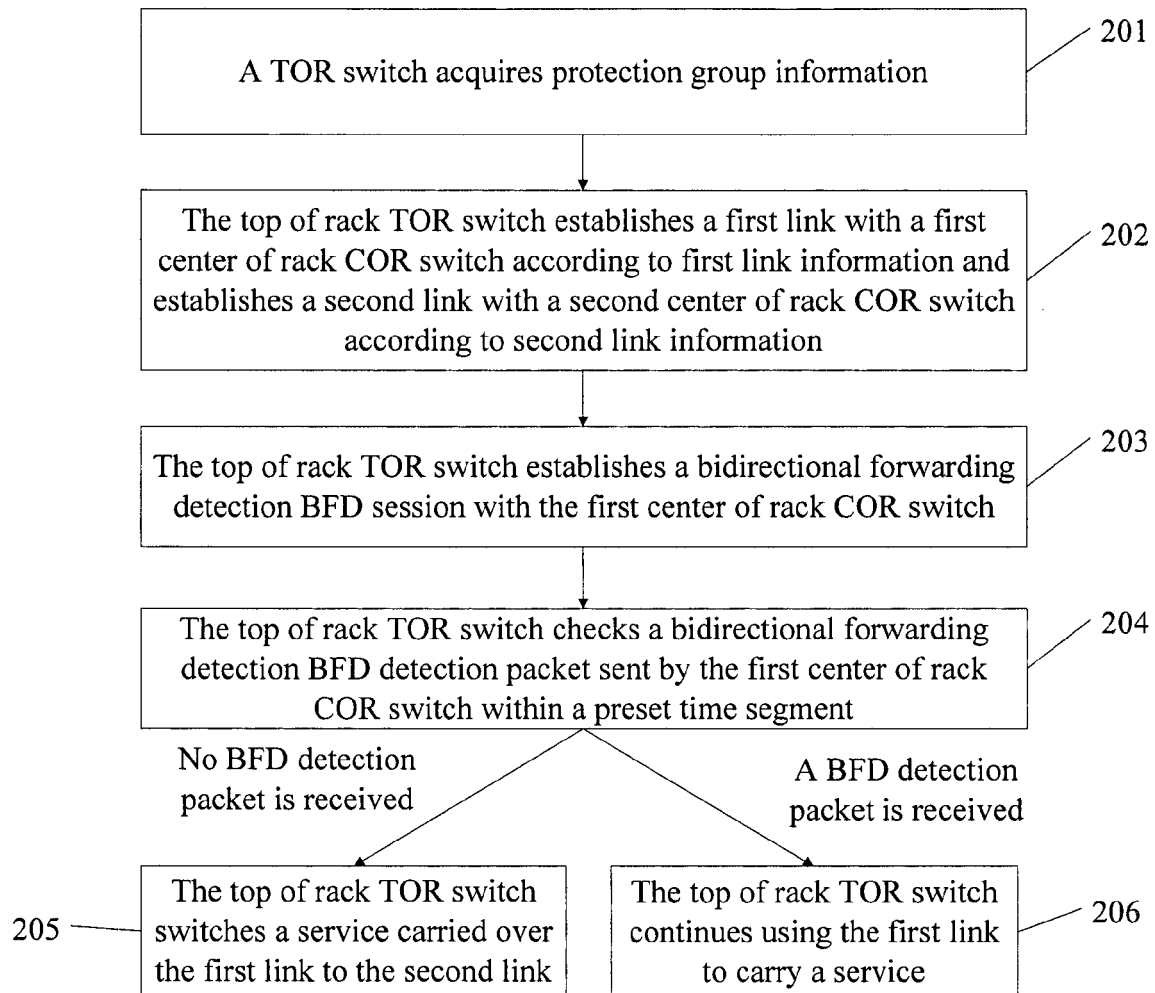 A TOR switch acquires protection group information
201
The top of rack TOR switch establishes a first link with a first
center of rack COR switch according to first link information and
establishes a second link with a second center of rack COR switch
according to second link information
202
The top of rack TOR switch establishes a bidirectional forwarding
detection BFD session with the first center of rack COR switch
203
The top of rack TOR switch checks a bidirectional forwarding
detection BFD detection packet sent by the first center of rack
COR switch within a preset time segment
204
No BFD detection
packet is received
A BFD detection
packet is received
205
The top of rack TOR switch
switches a service carried over
the first link to the second link
The top of rack TOR switch
continues using the first link
to carry a service
206